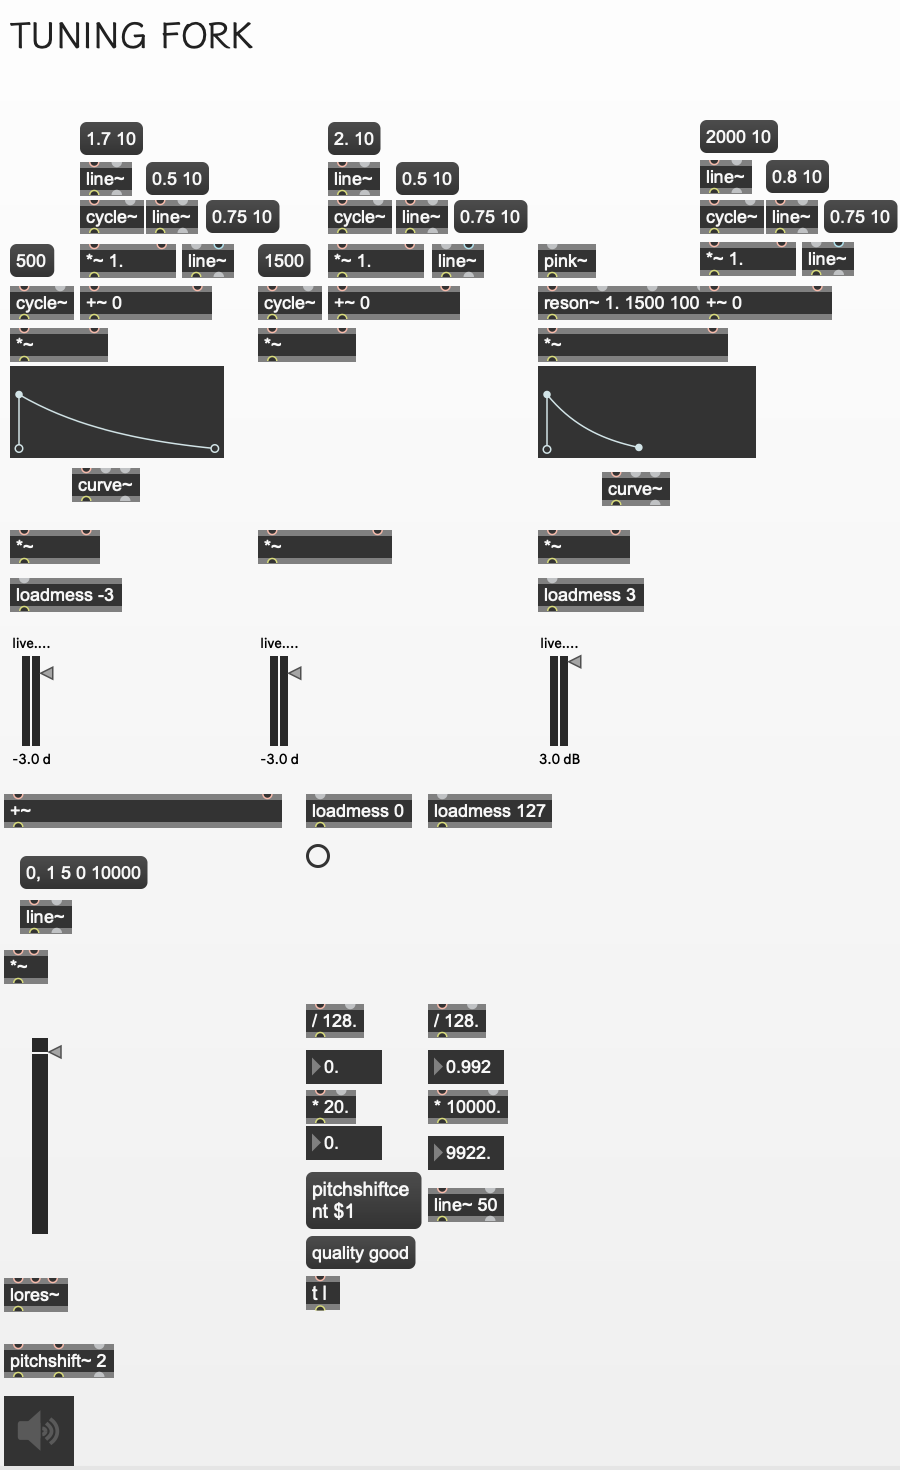 TUNING FORK
1.7 10
2. 10
2000 10
line~
0.5 10
line~
0.5 10
line~
0.8 10
cycle~
line~
0.75 10
cycle~
line~
0.75 10
cycle~
line~
0.75 10
500
*~ 1.
line~
1500
*~ 1.
line~
pink~
*~ 1.
line~
cycle~
+~ 0
cycle~
+~ 0
reson~ 1. 1500 100
+~ 0
*~
*~
*~
curve~
curve~
*~
*~
*~
loadmess -3
loadmess 3
live....
live....
live....
-3.0 d
-3.0 d
3.0 dB
+~
loadmess 0
loadmess 127
0, 1 5 0 10000
line~
*~
/ 128.
/ 128.
0.
0.992
* 20.
* 10000.
0.
9922.
pitchshiftce
nt $1
line~ 50
quality good
t l
lores~
pitchshift~ 2